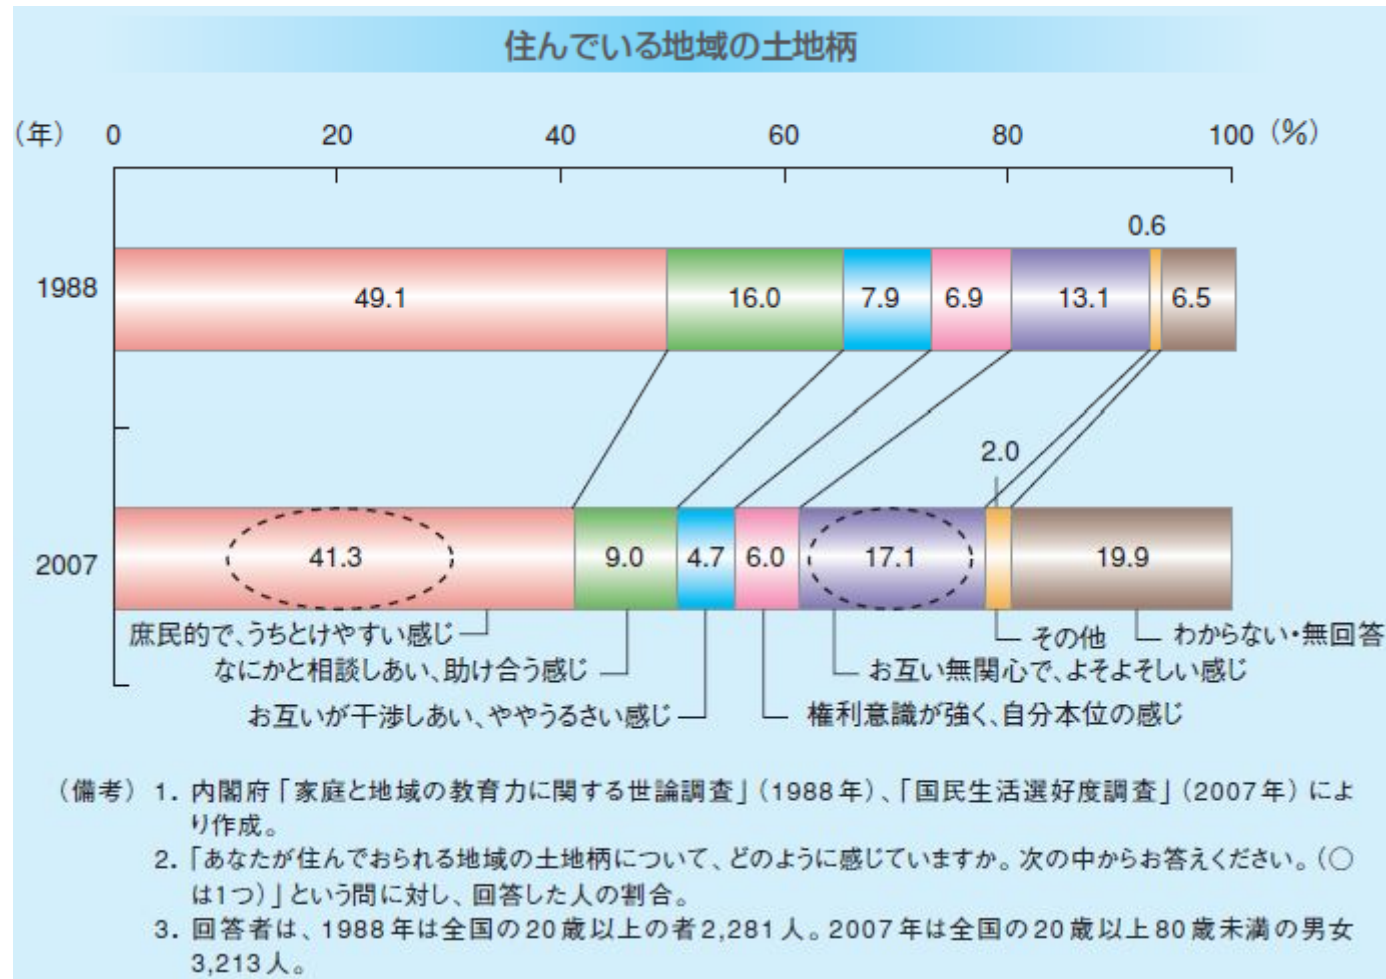 住んでいる地域の土地柄
(年) 0 20 40 60 80 100 (%)
0.6
1988 49.1 16.0 7.9 6.9 13.1 6.5
2.0
2007 41.3 9.0 4.7 6.0 17.1 19.9
庶民的で、うちとけやすい感じ その他 わからない・無回答
なにかと相談しあい、助け合う感じ お互い無関心で、よそよそしい感じ
お互いが干渉しあい、ややうるさい感じ 権利意識が強く、自分本位の感じ
(備考) 1. 内閣府「家庭と地域の教育力に関する世論調査」(1988年)、「国民生活選好度調査」(2007年)によ
り作成。
2. 「あなたが住んでおられる地域の土地柄について、どのように感じていますか。次の中からお答えください。(○
は1つ)」という問に対し、回答した人の割合。
3. 回答者は、1988年は全国の20歳以上の者2,281人。2007年は全国の20歳以上80歳未満の男女
3,213人。